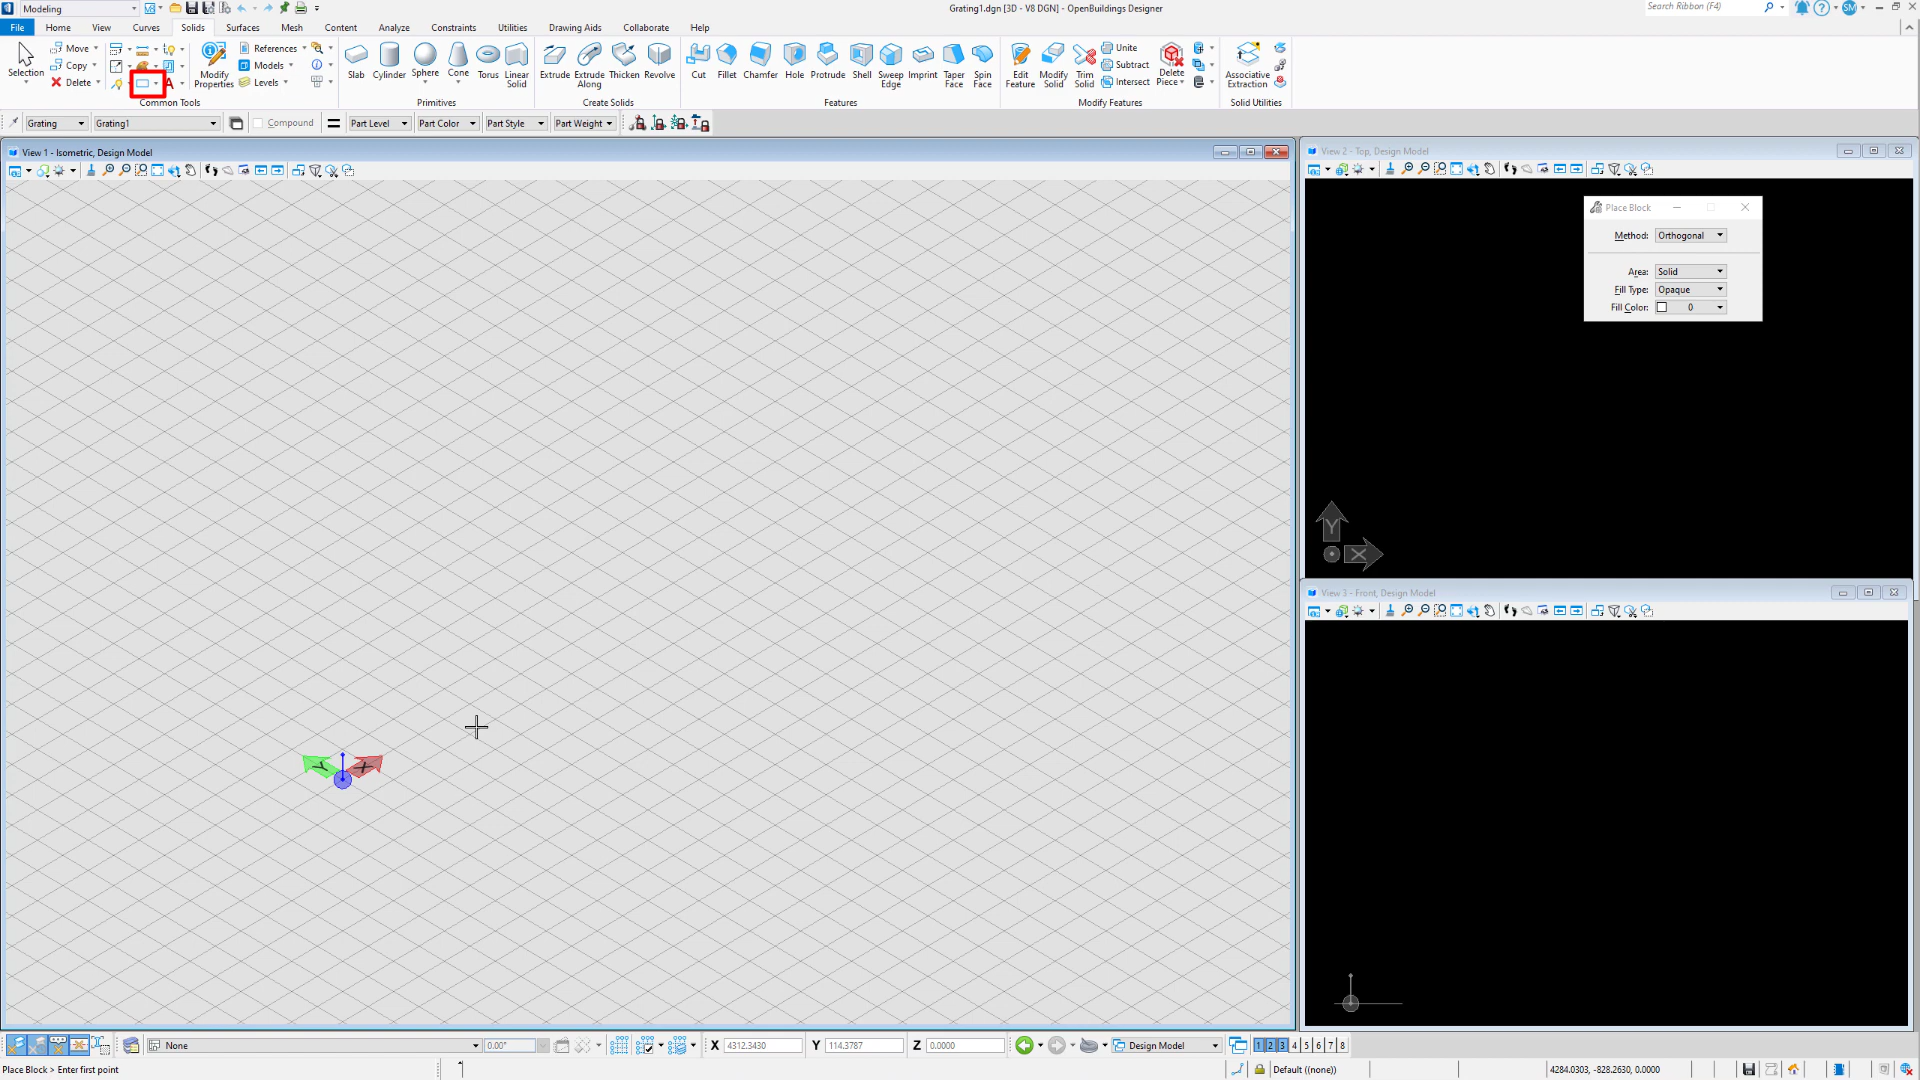 Modeling
Grating1.dgn [3D - V8 DGN] - OpenBuildings Designer
Search Ribbon (F4)
SM
File Home View Curves Solids Surfaces Mesh Content Analyze Constraints Utilities Drawing Aids Collaborate Help
Selection
Move
Copy
Delete
A
Modify Properties
References
Models
Levels
Common Tools
Slab Cylinder Sphere Cone Torus Linear Solid
Primitives
Extrude Extrude Along Thicken Revolve
Create Solids
Cut Fillet Chamfer Hole Protrude Shell Sweep Edge Imprint Taper Face Spin Face
Features
Edit Feature Modify Solid Trim Solid
Unite
Subtract
Intersect
Delete Piece
Modify Features
Associative Extraction
Solid Utilities
Grating Grating1 Compound Part Level Part Color Part Style Part Weight
View 1 - Isometric, Design Model
Y X
View 2 - Top, Design Model
Place Block
Method: Orthogonal
Area: Solid
Fill Type: Opaque
Fill Color: 0
Y
X
View 3 - Front, Design Model
None 0.00° X 4312.3430 Y 114.3787 Z 0.0000 Design Model 1 2 3 4 5 6 7 8
Place Block > Enter first point Default ((none)) 4284.0303, -828.2630, 0.0000